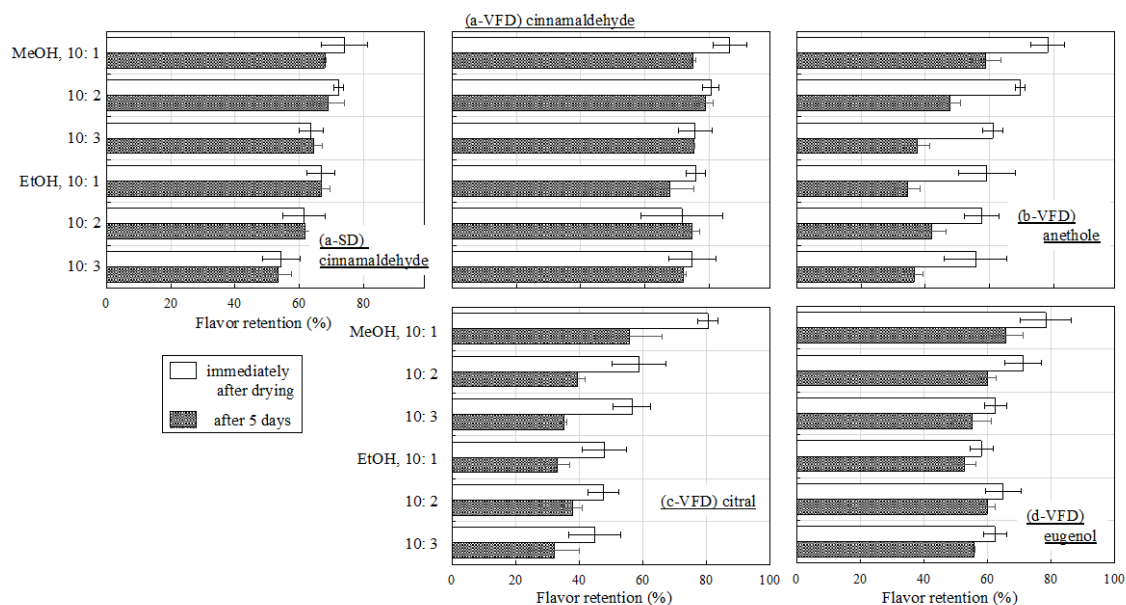 (a-VFD) cinnamaldehyde
MeOH, 10: 1
10: 2
10: 3
EtOH, 10: 1
10: 2
10: 3
(a-SD)
cinnamaldehyde
(b-VFD)
anethole
0 20 40 60 80
Flavor retention (%)
immediately
after drying
after 5 days
MeOH, 10: 1
10: 2
10: 3
EtOH, 10: 1
10: 2
10: 3
(c-VFD) citral
(d-VFD)
eugenol
0 20 40 60 80 100
0 20 40 60 80 100
Flavor retention (%)
Flavor retention (%)